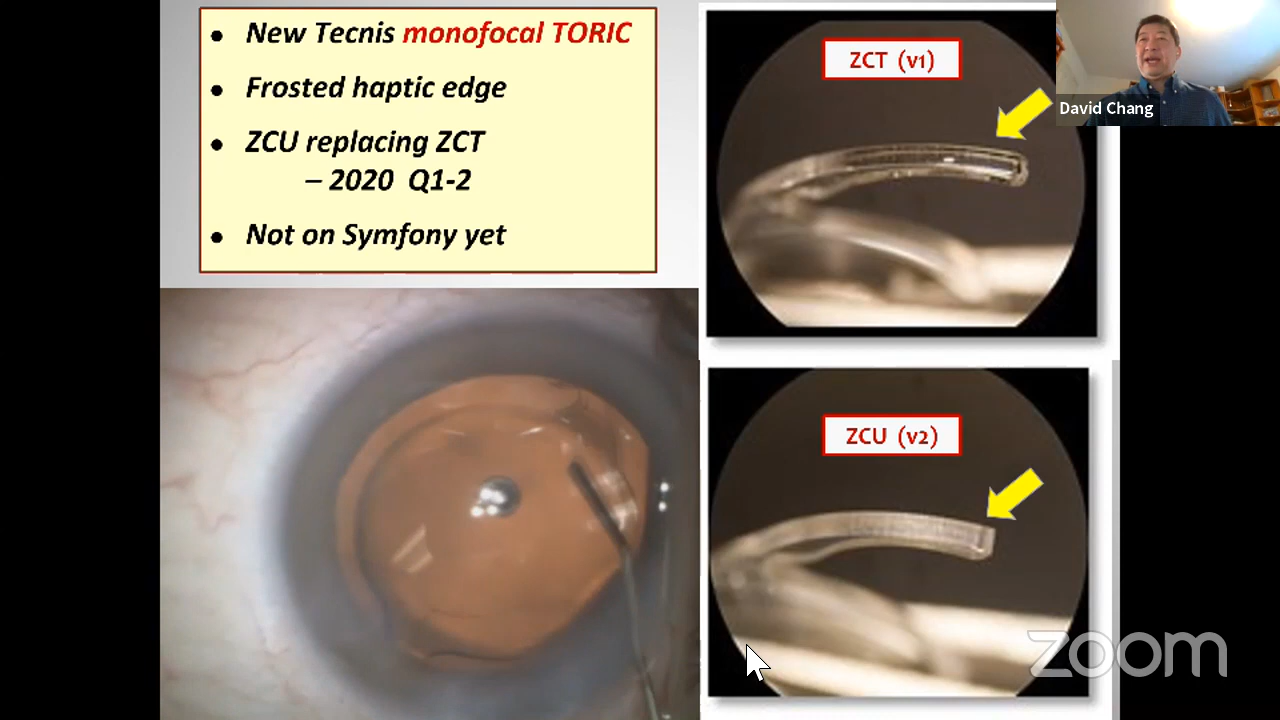 • New Tecnis monofocal TORIC
• Frosted haptic edge
• ZCU replacing ZCT
– 2020 Q1-2
• Not on Symfony yet
ZCT (v1)
David Chang
ZCU (v2)
zoom